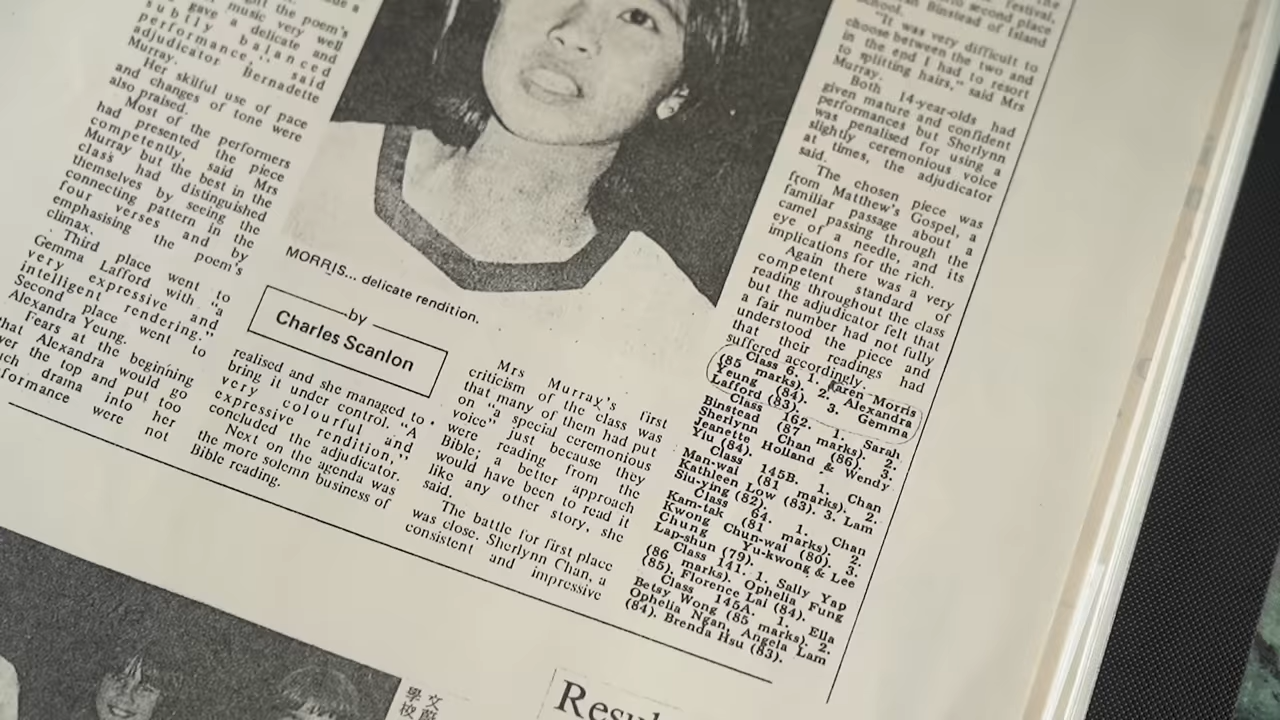 ght the poem's
music very well
gave a delicate and
subtly balanced
performance,", said
adjudicator Bernadette
Murray.
Her skilful use of pace
and changes of tone were
also praised.
Most of the performers
had presented the piece
competently, said Mrs
Murray but the best in the
class had distinguished
themselves by seeing the
connecting pattern in the
four verses and by
emphasising the poem's
climax.
Third place went to
Gemma Lafford with "a
very expressive and
intelligent rendering."
Second place went to
Alexandra Yeung.
Fears at the beginning
that Alexandra would go
over the top and put too
much drama into her
performance were not
MORRIS... delicate rendition.
by
Charles Scanlon
realised and she managed to
bring it under control. "A
very colourful and
expressive rendition,"
concluded the adjudicator.
Next on the agenda was
the more solemn business of
Bible reading.
Mrs Murray's first
criticism of the class was
that many of them had put
on "a special ceremonious
voice" just because they
were reading from the
Bible; a better approach
would have been to read it
like any other story, she
said.
The battle for first place
was close. Sherlynn Chan, a
consistent and impressive
festival,
to second place
Binstead of Island
School.
"It was very difficult to
choose between the two and
in the end I had to resort
to splitting hairs," said Mrs
Murray.
Both 14-year-olds had
given mature and confident
performances but Sherlynn
was penalised for using a
slightly ceremonious voice
at times, the adjudicator
said.
The chosen piece was
from Matthew's Gospel, a
familiar passage about a
camel passing through the
eye of a needle, and its
implications for the rich.
Again there was a very
competent standard of
reading throughout the class
but the adjudicator felt that
a fair number had not fully
understood the piece and
that their readings had
suffered accordingly.
Class 6. 1. Karen Morris
(85 marks). 2. Alexandra
Yeung (84). 3. Gemma
Lafford (83).
Class 162. 1. Sarah
Binstead (87 marks). 2.
Sherlynn Chan (86). 3.
Jeanette Holland & Wendy
Yiu (84).
Class 145B. 1. Chan
Man-wai (81 marks). 2.
Kathleen Low (83). 3. Lam
Siu-ying (82).
Class 64. 1. Chan
Kam-tak (81 marks). 2.
Kwong Chun-wai (80). 3.
Chung Yu-kwong & Lee
Lap-shun (79).
Class 141. 1. Sally Yap
(86 marks). Ophelia Fung
(85). Florence Lai (84).
Class 145A. 1. Ella
Betsy Wong (85 marks). 2.
Ophelia Ngan, Angela Lam
(84). Brenda Hsu (83).
學校
Resul